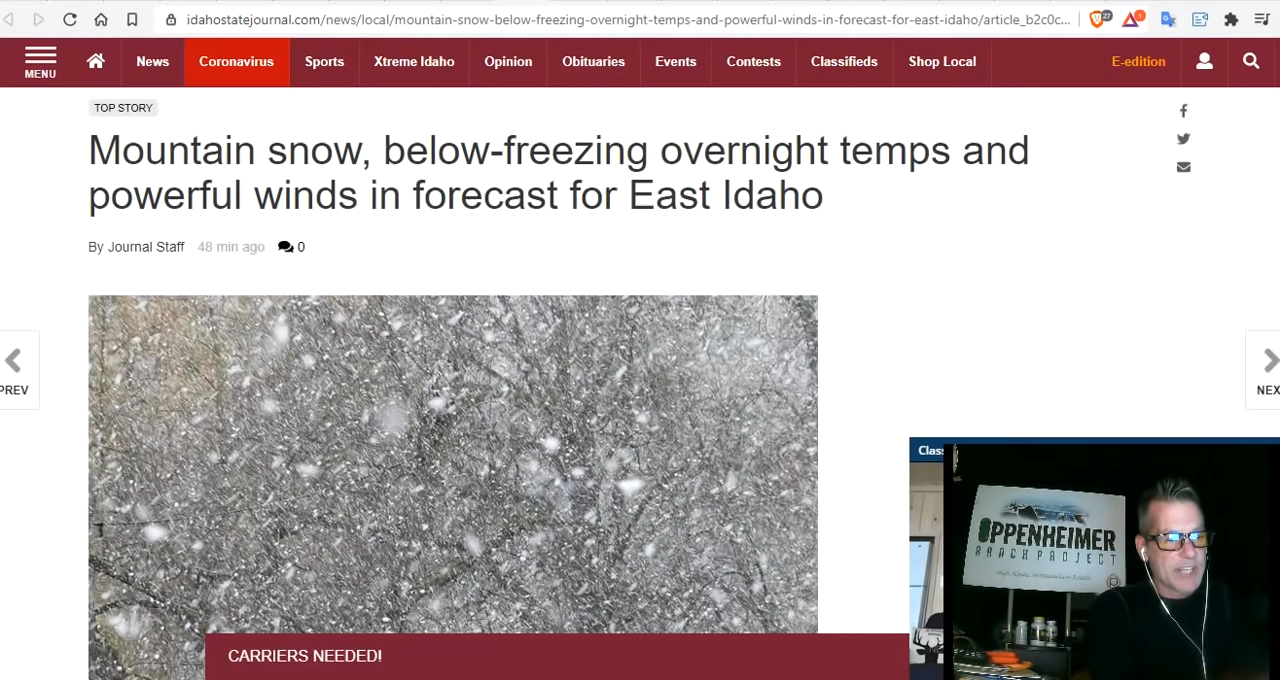 idahostatejournal.com/news/local/mountain-snow-below-freezing-overnight-temps-and-powerful-winds-in-forecast-for-east-idaho/article_b2c0c...
27
1
MENU
News
Coronavirus
Sports
Xtreme Idaho
Opinion
Obituaries
Events
Contests
Classifieds
Shop Local
E-edition
TOP STORY
Mountain snow, below-freezing overnight temps and
powerful winds in forecast for East Idaho
By Journal Staff 48 min ago 0
PREV
NEX
Class
OPPENHEIMER
RANCH PROJECT
CARRIERS NEEDED!